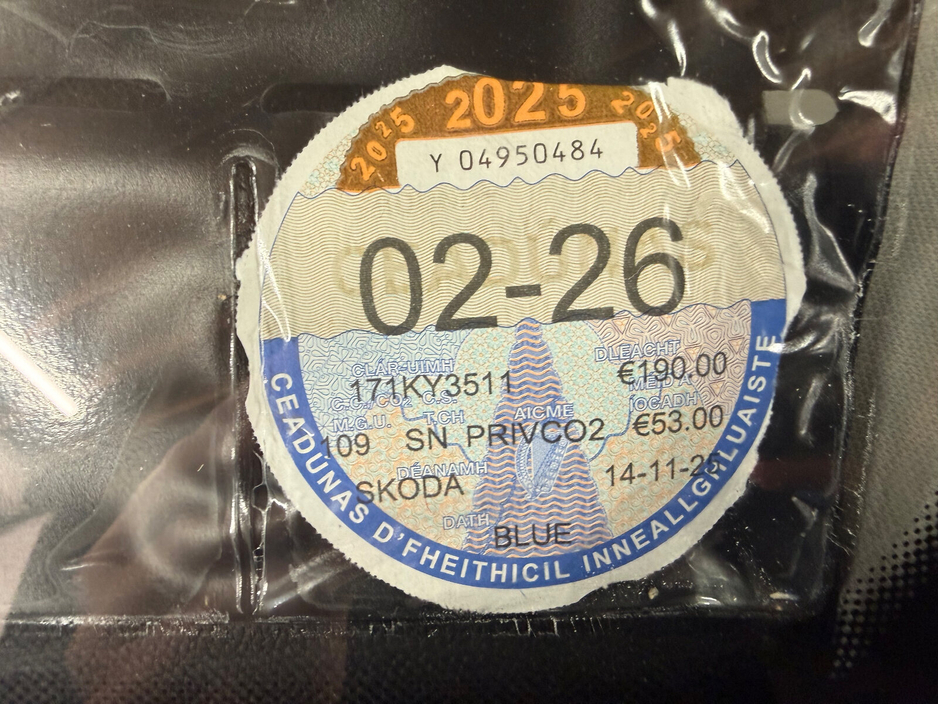 2025 2025 2025
Y 04950484
02-26
CLÁR-UIMH DLEACHT
171KY3511 €190.00
C.C./CO2 C.S. MÉID A
M.G.U. T.CH AICME ÍOCADH
109 SN PRIVCO2 €53.00
DÉANAMH
SKODA 14-11-25
DATH
BLUE
CEADÚNAS D'FHEITHICIL INNEALLGHLUAISTE